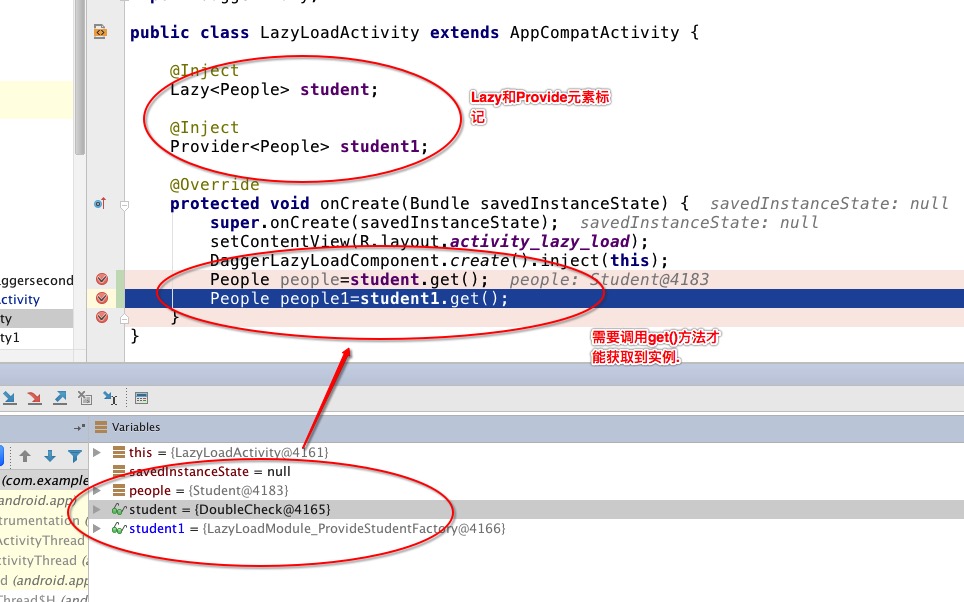 public class LazyLoadActivity extends AppCompatActivity {
@Inject
Lazy<People> student;
Lazy和Provide元素标
记
@Inject
Provider<People> student1;
@Override
protected void onCreate(Bundle savedInstanceState) { savedInstanceState: null
super.onCreate(savedInstanceState); savedInstanceState: null
setContentView(R.layout.activity_lazy_load);
DaggerLazyLoadComponent.create().inject(this);
People people=student.get(); people: Student@4183
People people1=student1.get();
}
}
需要调用get()方法才
能获取到实例.
ggersecond
ctivity
ty
ty1
Variables
this = {LazyLoadActivity@4161}
savedInstanceState = null
people = {Student@4183}
student = {DoubleCheck@4165}
student1 = {LazyLoadModule_ProvideStudentFactory@4166}
(com.example
android.app)
trumentation (
ActivityThread
ctivityThread (
d (android.app
Thread$H (and